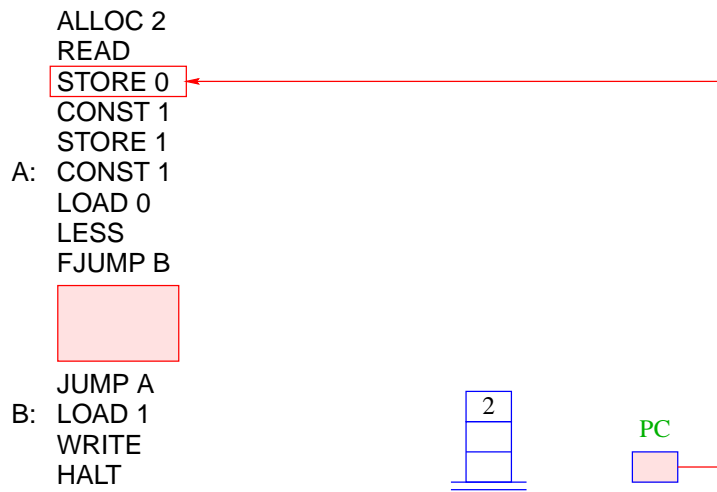 ALLOC 2
READ
STORE 0
CONST 1
STORE 1
A: CONST 1
LOAD 0
LESS
FJUMP B
JUMP A
B: LOAD 1
WRITE
HALT
2
PC